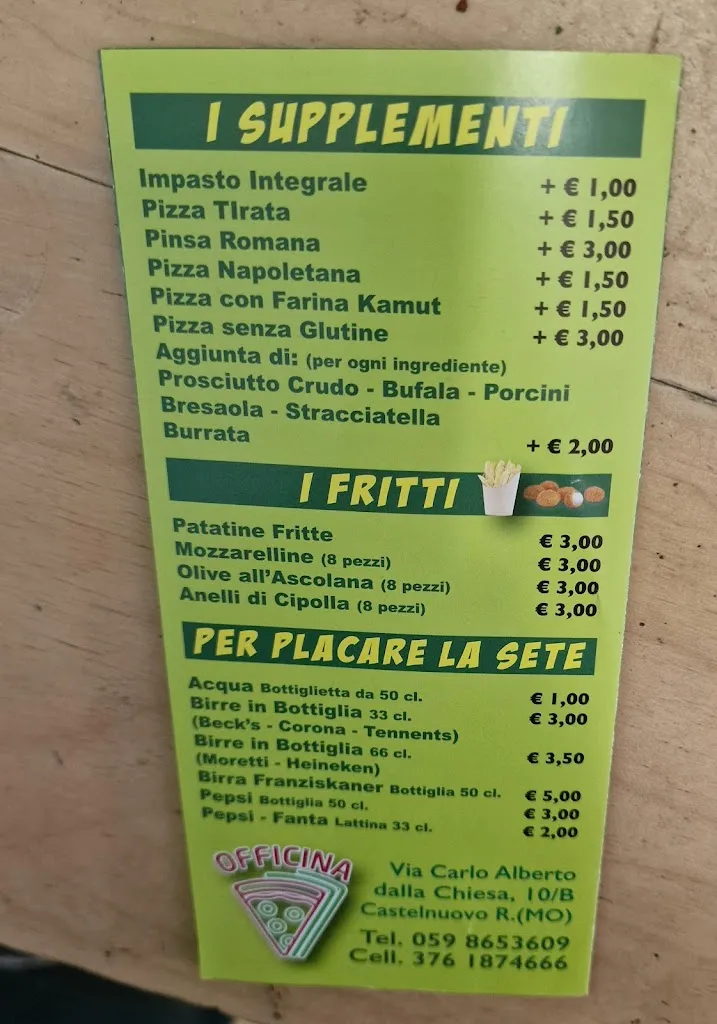 I SUPPLEMENTI
Impasto Integrale + € 1,00
Pizza TIrata + € 1,50
Pinsa Romana + € 3,00
Pizza Napoletana + € 1,50
Pizza con Farina Kamut + € 1,50
Pizza senza Glutine + € 3,00
Aggiunta di: (per ogni ingrediente)
Prosciutto Crudo - Bufala - Porcini
Bresaola - Stracciatella
Burrata + € 2,00
I FRITTI
Patatine Fritte € 3,00
Mozzarelline (8 pezzi) € 3,00
Olive all'Ascolana (8 pezzi) € 3,00
Anelli di Cipolla (8 pezzi) € 3,00
PER PLACARE LA SETE
Acqua Bottiglietta da 50 cl. € 1,00
Birre in Bottiglia 33 cl. € 3,00
(Beck's - Corona - Tennents)
Birre in Bottiglia 66 cl. € 3,50
(Moretti - Heineken)
Birra Franziskaner Bottiglia 50 cl. € 5,00
Pepsi Bottiglia 50 cl. € 3,00
Pepsi - Fanta Lattina 33 cl. € 2,00
OFFICINA
Via Carlo Alberto
dalla Chiesa, 10/B
Castelnuovo R.(MO)
Tel. 059 8653609
Cell. 376 1874666